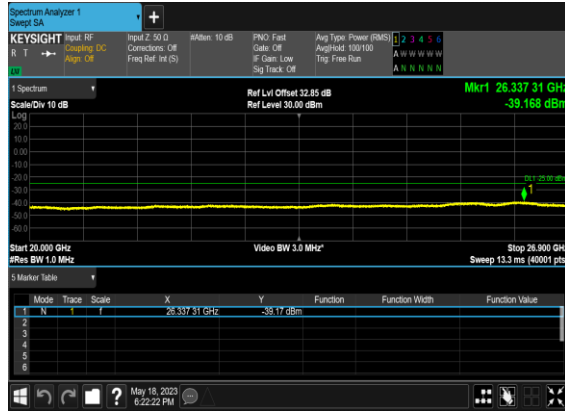 Spectrum Analyzer 1
Swept SA
+
KEYSIGHT Input: RF Input Z: 50 Ω #Atten: 10 dB PNO: Fast Avg Type: Power (RMS) 1 2 3 4 5 6
R T Coupling: DC Corrections: Off Gate: Off Avg|Hold: 100/100 A W W W W W
Align: Off Freq Ref: Int (S) IF Gain: Low Trig: Free Run
Sig Track: Off A N N N N N
1 Spectrum Ref Lvl Offset 32.85 dB Mkr1 26.337 31 GHz
Scale/Div 10 dB Ref Level 30.00 dBm -39.168 dBm
Log
20.0
10.0
0.00
-10.0
-20.0
DL1 -25.00 dBm
-30.0
1
-40.0
-50.0
-60.0
Start 20.000 GHz Video BW 3.0 MHz* Stop 26.900 GHz
#Res BW 1.0 MHz Sweep 13.3 ms (40001 pts
5 Marker Table
Mode Trace Scale X Y Function Function Width Function Value
1 N 1 f 26.337 31 GHz -39.17 dBm
2
3
4
5
6
? May 18, 2023
6:22:22 PM